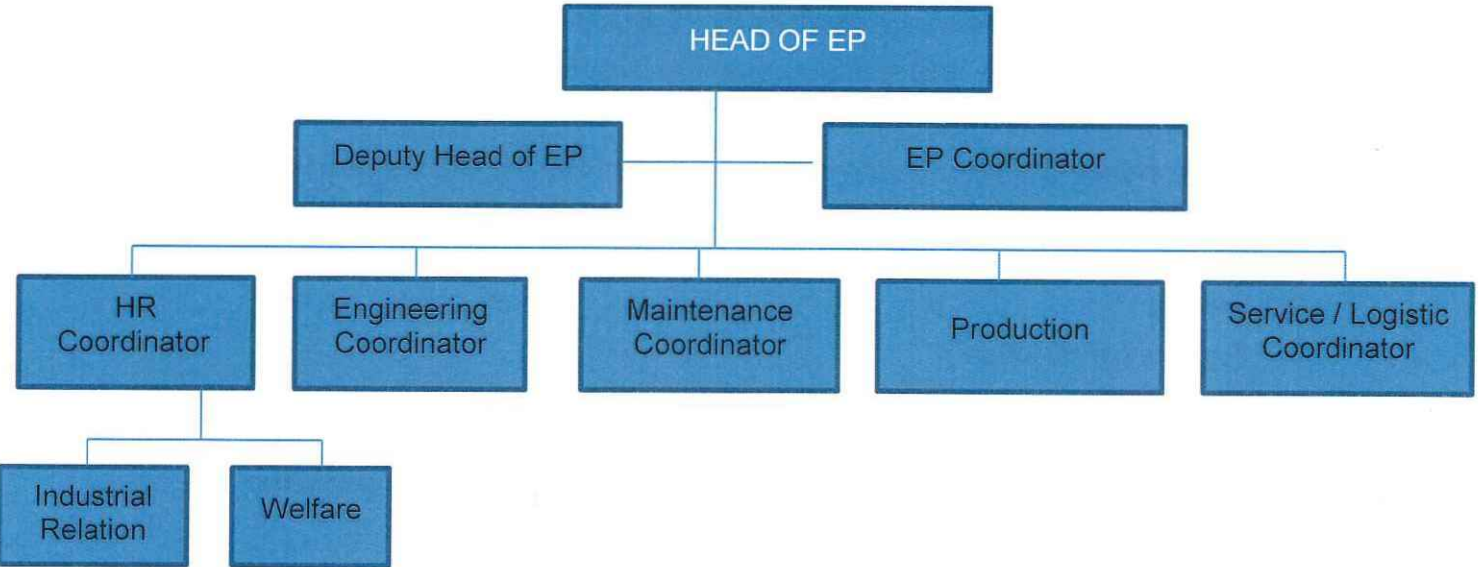 HEAD OF EP
Deputy Head of EP
EP Coordinator
HR
Coordinator
Engineering
Coordinator
Maintenance
Coordinator
Production
Service / Logistic
Coordinator
Industrial
Relation
Welfare